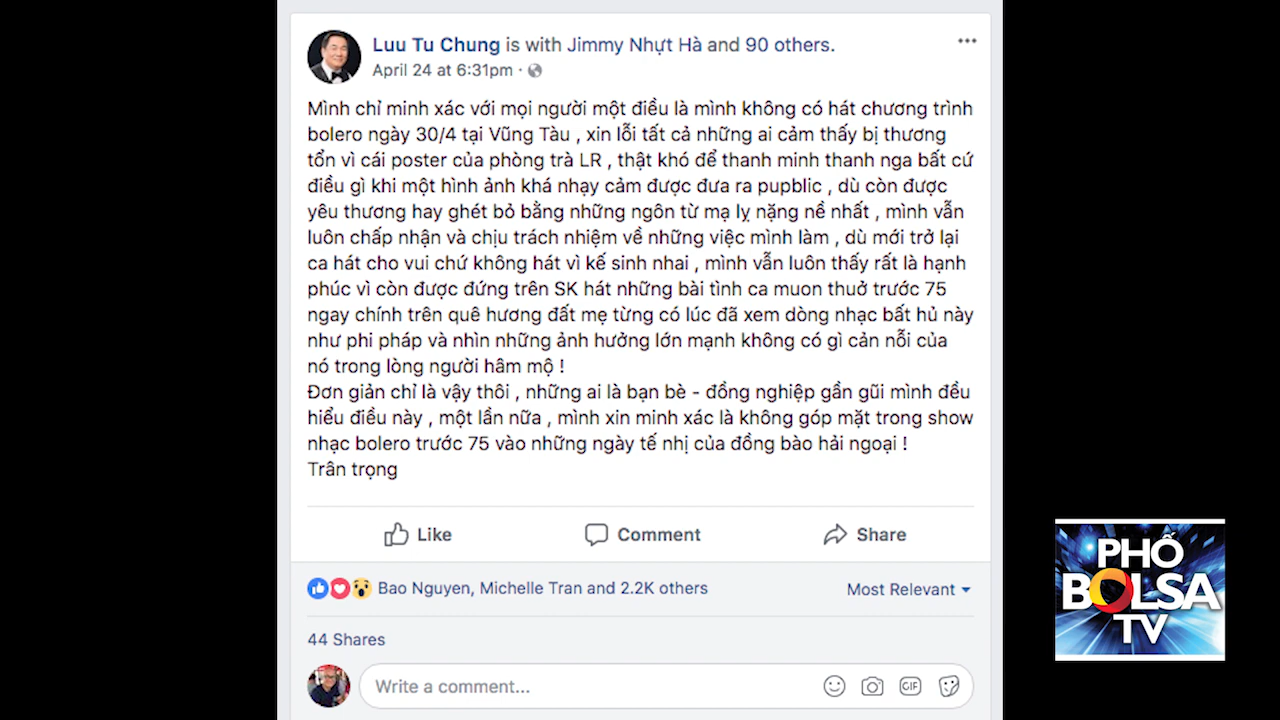 Luu Tu Chung is with Jimmy Nhựt Hà and 90 others.
April 24 at 6:31pm ·
Mình chỉ minh xác với mọi người một điều là mình không có hát chương trình
bolero ngày 30/4 tại Vũng Tàu , xin lỗi tất cả những ai cảm thấy bị thương
tổn vì cái poster của phòng trà LR , thật khó để thanh minh thanh nga bất cứ
điều gì khi một hình ảnh khá nhạy cảm được đưa ra pupblic , dù còn được
yêu thương hay ghét bỏ bằng những ngôn từ mạ lỵ nặng nề nhất , mình vẫn
luôn chấp nhận và chịu trách nhiệm về những việc mình làm , dù mới trở lại
ca hát cho vui chứ không hát vì kế sinh nhai , mình vẫn luôn thấy rất là hạnh
phúc vì còn được đứng trên SK hát những bài tình ca muon thuở trước 75
ngay chính trên quê hương đất mẹ từng có lúc đã xem dòng nhạc bất hủ này
như phi pháp và nhìn những ảnh hưởng lớn mạnh không có gì cản nỗi của
nó trong lòng người hâm mộ !
Đơn giản chỉ là vậy thôi , những ai là bạn bè - đồng nghiệp gần gũi mình đều
hiểu điều này , một lần nữa , mình xin minh xác là không góp mặt trong show
nhạc bolero trước 75 vào những ngày tế nhị của đồng bào hải ngoại !
Trân trọng
Like Comment Share
Bao Nguyen, Michelle Tran and 2.2K others Most Relevant
44 Shares
Write a comment...
GIF
PHỐ
BOLSA
TV